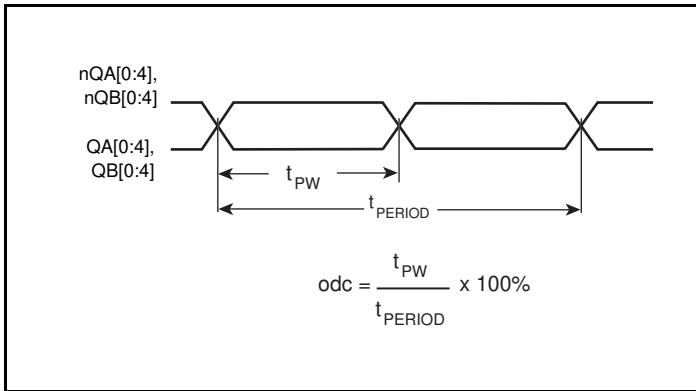 nQA[0:4],
nQB[0:4]
QA[0:4],
QB[0:4]
tPW
tPERIOD
odc = tPW / tPERIOD x 100%